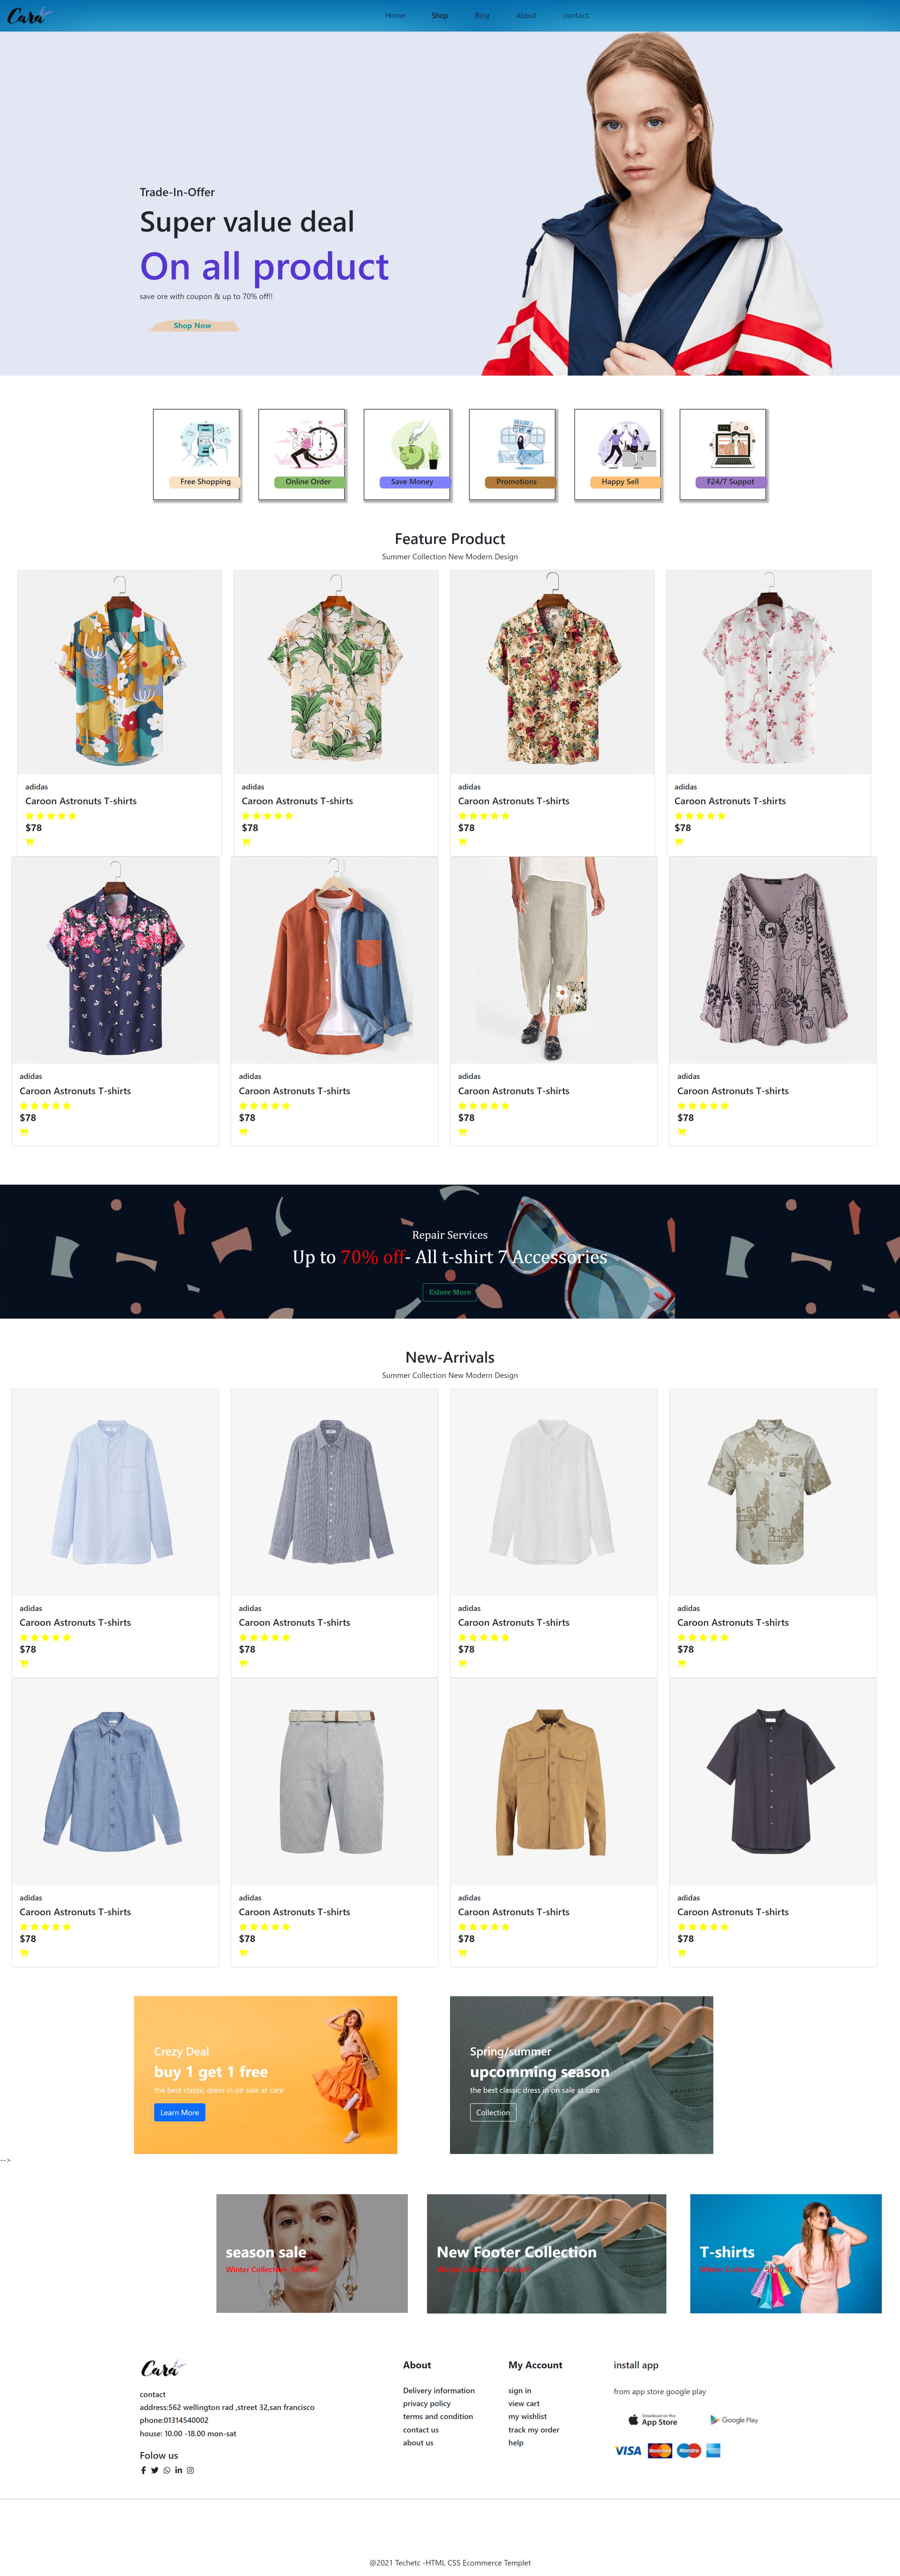 Cara
Home Shop Blog About contact
Trade-In-Offer
Super value deal
On all product
save ore with coupon & up to 70% off!!
Shop Now
Free Shopping Online Order Save Money Promotions Happy Sell F24/7 Suppot
Feature Product
Summer Collection New Modern Design
adidas adidas adidas adidas
Caroon Astronuts T-shirts Caroon Astronuts T-shirts Caroon Astronuts T-shirts Caroon Astronuts T-shirts
$78 $78 $78 $78
adidas adidas adidas adidas
Caroon Astronuts T-shirts Caroon Astronuts T-shirts Caroon Astronuts T-shirts Caroon Astronuts T-shirts
$78 $78 $78 $78
Repair Services
Up to 70% off- All t-shirt 7 Accessories
Exlore More
New-Arrivals
Summer Collection New Modern Design
adidas adidas adidas adidas
Caroon Astronuts T-shirts Caroon Astronuts T-shirts Caroon Astronuts T-shirts Caroon Astronuts T-shirts
$78 $78 $78 $78
adidas adidas adidas adidas
Caroon Astronuts T-shirts Caroon Astronuts T-shirts Caroon Astronuts T-shirts Caroon Astronuts T-shirts
$78 $78 $78 $78
Crezy Deal
buy 1 get 1 free
the best classic dress in on sale at care
Learn More
Spring/summer
upcomming season
the best classic dress in on sale at care
Collection
-->
season sale
Winter Collection -50% off
New Footer Collection
Winter Collection -50% off
T-shirts
Winter Collection -50% off
Cara
contact
address:562 wellington rad ,street 32,san francisco
phone:01314540002
house: 10.00 -18.00 mon-sat
Folow us
About
Delivery information
privacy policy
terms and condition
contact us
about us
My Account
sign in
view cart
my wishlist
track my order
help
install app
from app store google play
Download on the
App Store
Google Play
VISA MasterCard Maestro
@2021 Techetc -HTML CSS Ecommerce Templet